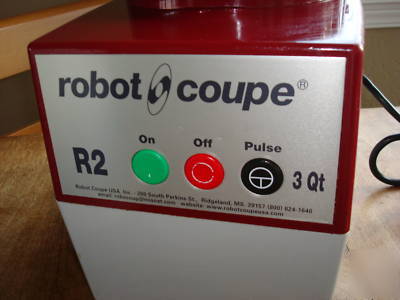 robot coupe®
On Off Pulse
R2 3 Qt
Robot Coupe USA, Inc. - 280 South Perkins St., Ridgeland, MS. 39157 (800) 824-1646
website: www.robotcoupeusa.com